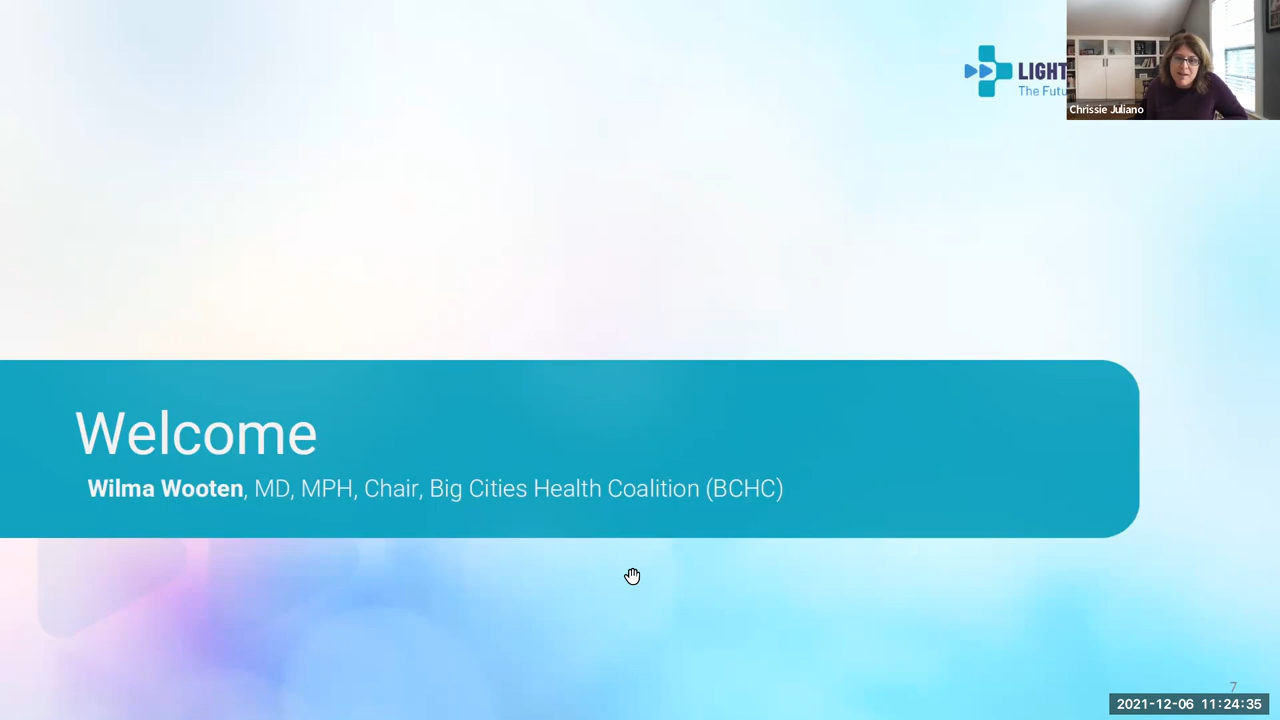 LIGHT
The Futu
Chrissie Juliano
Welcome
Wilma Wooten, MD, MPH, Chair, Big Cities Health Coalition (BCHC)
7
2021-12-06 11:24:35